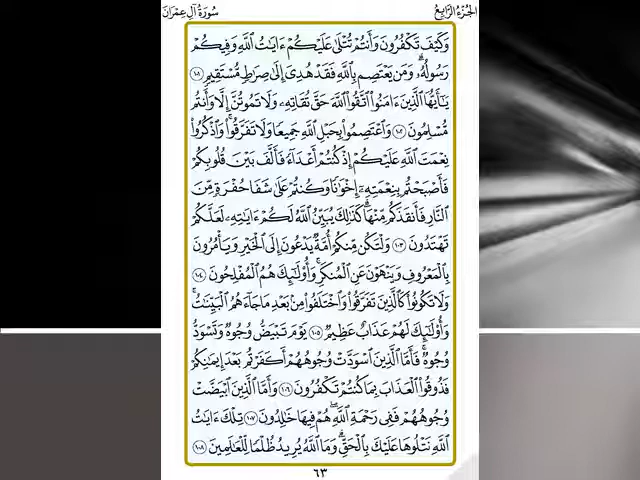 الجُزْءُ الرَّابِعُ
سُورَةُ آلِ عِمْرَانَ
وَكَيْفَ تَكْفُرُونَ وَأَنتُمْ تُتْلَىٰ عَلَيْكُمْ ءَايَٰتُ ٱللَّهِ وَفِيكُمْ
رَسُولُهُۥۗ وَمَن يَعْتَصِم بِٱللَّهِ فَقَدْ هُدِىَ إِلَىٰ صِرَٰطٍ مُّسْتَقِيمٍ ١٠١
يَٰٓأَيُّهَا ٱلَّذِينَ ءَامَنُوا۟ ٱتَّقُوا۟ ٱللَّهَ حَقَّ تُقَاتِهِۦ وَلَا تَمُوتُنَّ إِلَّا وَأَنتُم
مُّسْلِمُونَ ١٠٢ وَٱعْتَصِمُوا۟ بِحَبْلِ ٱللَّهِ جَمِيعًا وَلَا تَفَرَّقُوا۟ۚ وَٱذْكُرُوا۟
نِعْمَتَ ٱللَّهِ عَلَيْكُمْ إِذْ كُنتُمْ أَعْدَآءً فَأَلَّفَ بَيْنَ قُلُوبِكُمْ
فَأَصْبَحْتُم بِنِعْمَتِهِۦٓ إِخْوَٰنًا وَكُنتُمْ عَلَىٰ شَفَا حُفْرَةٍ مِّنَ
ٱلنَّارِ فَأَنقَذَكُم مِّنْهَاۗ كَذَٰلِكَ يُبَيِّنُ ٱللَّهُ لَكُمْ ءَايَٰتِهِۦ لَعَلَّكُمْ
تَهْتَدُونَ ١٠٣ وَلْتَكُن مِّنكُمْ أُمَّةٌ يَدْعُونَ إِلَى ٱلْخَيْرِ وَيَأْمُرُونَ
بِٱلْمَعْرُوفِ وَيَنْهَوْنَ عَنِ ٱلْمُنكَرِۚ وَأُو۟لَٰٓئِكَ هُمُ ٱلْمُفْلِحُونَ ١٠٤
وَلَا تَكُونُوا۟ كَٱلَّذِينَ تَفَرَّقُوا۟ وَٱخْتَلَفُوا۟ مِنۢ بَعْدِ مَا جَآءَهُمُ ٱلْبَيِّنَٰتُۚ
وَأُو۟لَٰٓئِكَ لَهُمْ عَذَابٌ عَظِيمٌ ١٠٥ يَوْمَ تَبْيَضُّ وُجُوهٌ وَتَسْوَدُّ
وُجُوهٌۚ فَأَمَّا ٱلَّذِينَ ٱسْوَدَّتْ وُجُوهُهُمْ أَكَفَرْتُم بَعْدَ إِيمَٰنِكُمْ
فَذُوقُوا۟ ٱلْعَذَابَ بِمَا كُنتُمْ تَكْفُرُونَ ١٠٦ وَأَمَّا ٱلَّذِينَ ٱبْيَضَّتْ
وُجُوهُهُمْ فَفِى رَحْمَةِ ٱللَّهِۖ هُمْ فِيهَا خَٰلِدُونَ ١٠٧ تِلْكَ ءَايَٰتُ
ٱللَّهِ نَتْلُوهَا عَلَيْكَ بِٱلْحَقِّۗ وَمَا ٱللَّهُ يُرِيدُ ظُلْمًا لِّلْعَٰلَمِينَ ١٠٨
٦٣